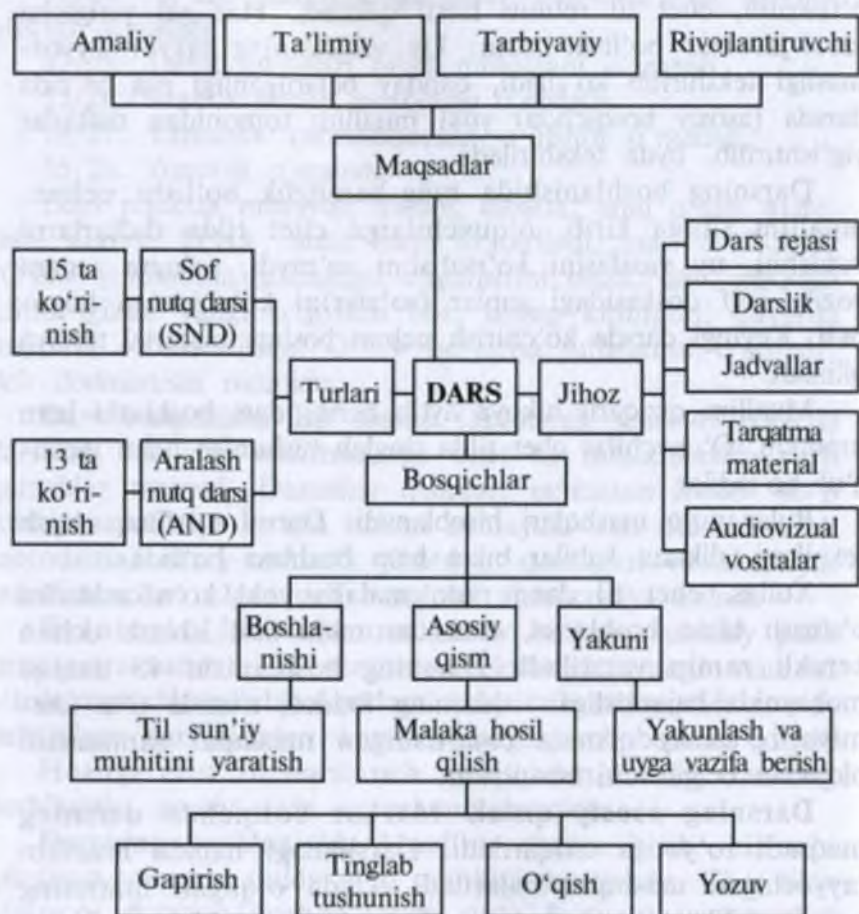 Amaliy
Ta’limiy
Tarbiyaviy
Rivojlantiruvchi
Maqsadlar
15 ta
ko‘ri-
nish
Sof
nutq darsi
(SND)
13 ta
ko‘ri-
nish
Aralash
nutq darsi
(AND)
Turlari
DARS
Jihoz
Dars rejasi
Darslik
Jadvallar
Tarqatma
material
Audiovizual
vositalar
Bosqichlar
Boshla-
nishi
Asosiy
qism
Yakuni
Til sun’iy
muhitini yaratish
Malaka hosil
qilish
Yakunlash va
uyga vazifa berish
Gapirish
Tinglab
tushunish
O‘qish
Yozuv